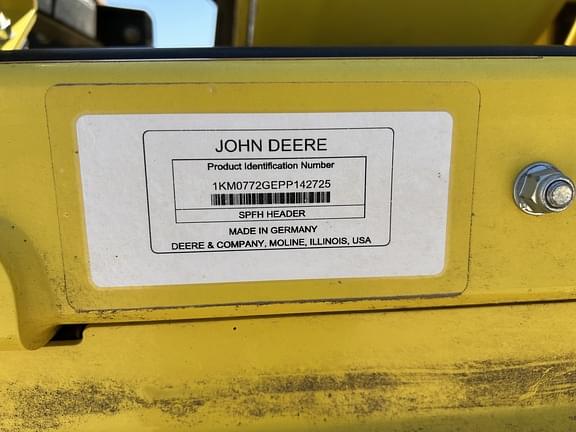 JOHN DEERE
Product Identification Number
1KM0772GEPP142725
SPFH HEADER
MADE IN GERMANY
DEERE & COMPANY, MOLINE, ILLINOIS, USA